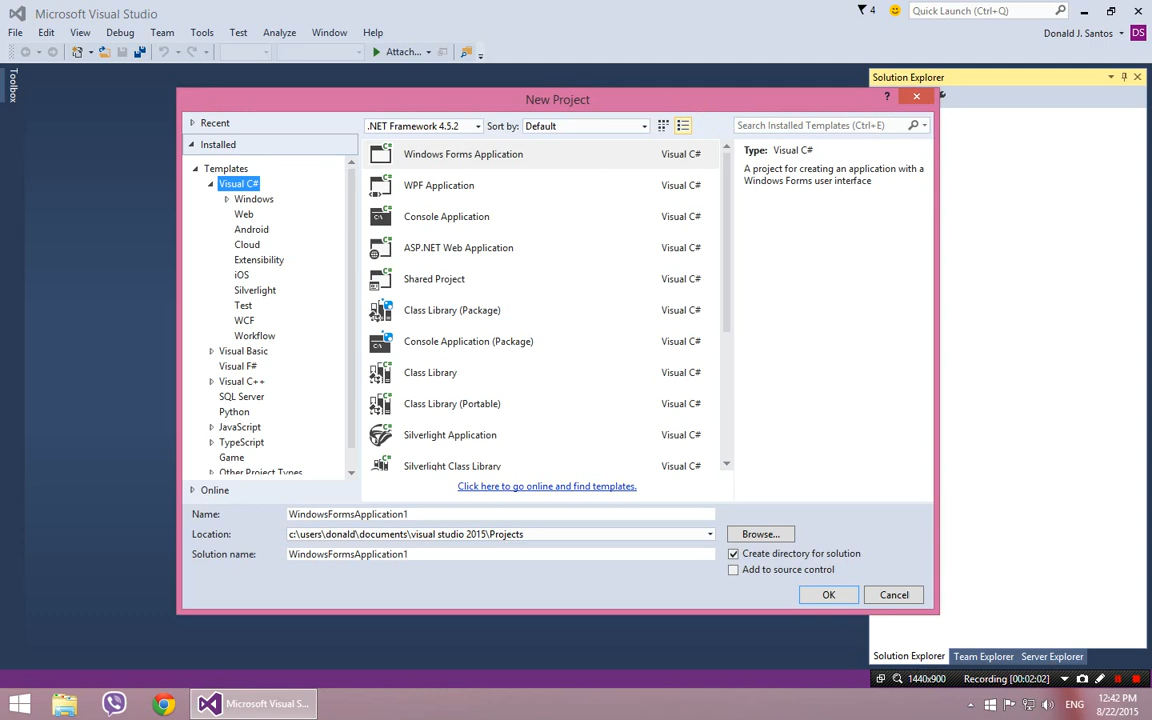 Microsoft Visual Studio
4
Quick Launch (Ctrl+Q)
File Edit View Debug Team Tools Test Analyze Window Help
Donald J. Santos DS
Attach...
Toolbox
Solution Explorer
New Project
?
Recent
.NET Framework 4.5.2 Sort by: Default
Search Installed Templates (Ctrl+E)
Installed
Templates
Visual C#
Windows
Web
Android
Cloud
Extensibility
iOS
Silverlight
Test
WCF
Workflow
Visual Basic
Visual F#
Visual C++
SQL Server
Python
JavaScript
TypeScript
Game
Other Project Types
Online
Windows Forms Application Visual C#
WPF Application Visual C#
Console Application Visual C#
ASP.NET Web Application Visual C#
Shared Project Visual C#
Class Library (Package) Visual C#
Console Application (Package) Visual C#
Class Library Visual C#
Class Library (Portable) Visual C#
Silverlight Application Visual C#
Silverlight Class Library Visual C#
Click here to go online and find templates.
Type: Visual C#
A project for creating an application with a
Windows Forms user interface
Name: WindowsFormsApplication1
Location: c:\users\donald\documents\visual studio 2015\Projects
Browse...
Solution name: WindowsFormsApplication1
Create directory for solution
Add to source control
OK Cancel
Solution Explorer Team Explorer Server Explorer
1440x900 Recording [00:02:02]
Microsoft Visual S...
ENG
12:42 PM
8/22/2015